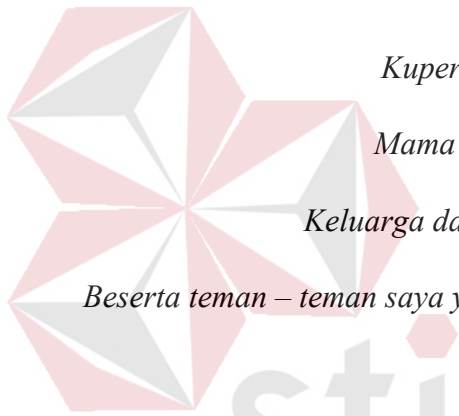 Kuper
Mama
Keluarga da
Beserta teman – teman saya y
sti